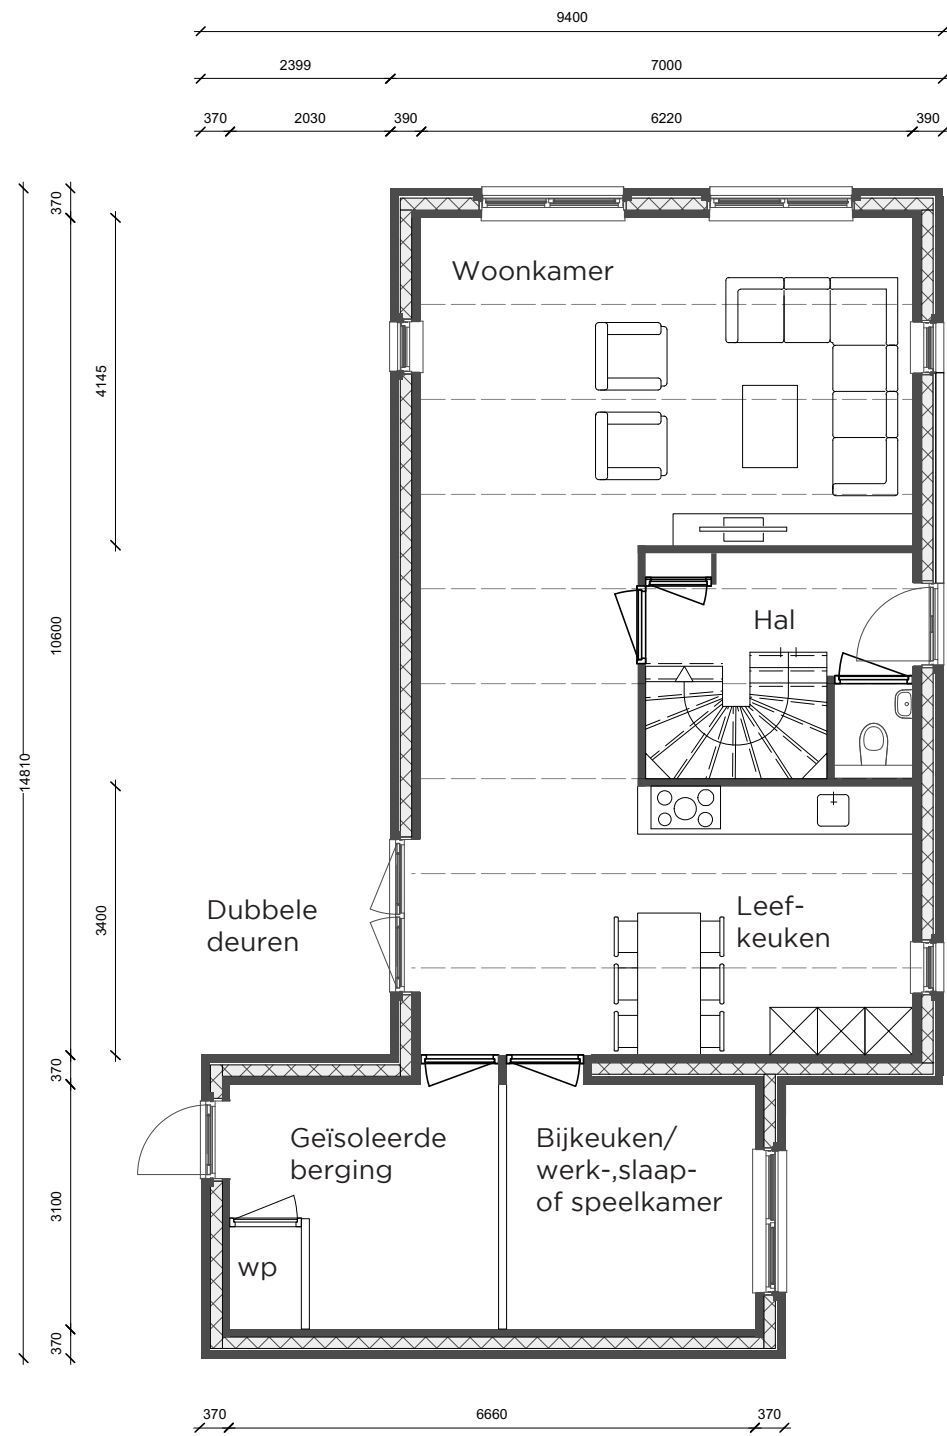 9400
2399 7000
370 2030 390 6220 390
370
Woonkamer
4145
10600
Hal
14810
3400
Dubbele
deuren
Leef-
keuken
370
Geïsoleerde
berging
Bijkeuken/
werk-,slaap-
of speelkamer
3100
wp
370
370 6660 370